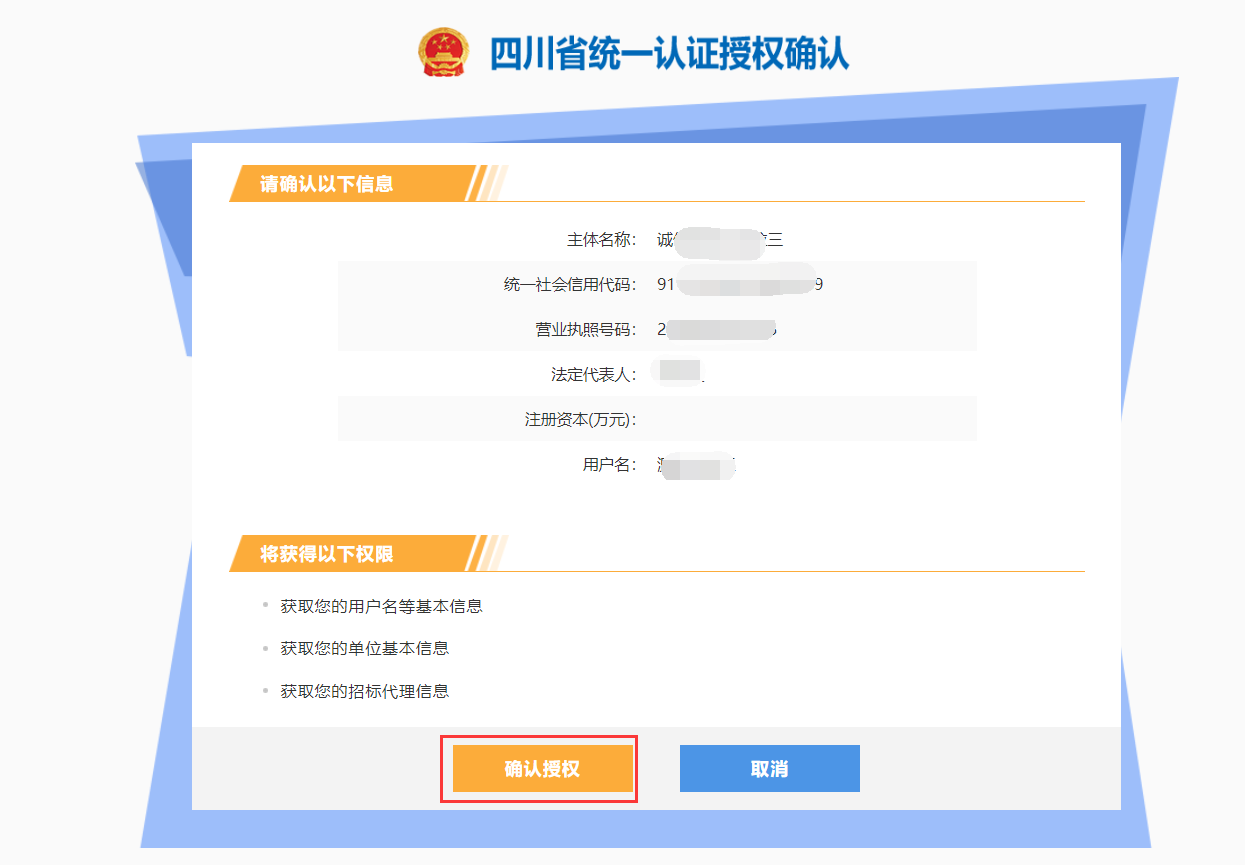 四川省统一认证授权确认
请确认以下信息
主体名称： 诚 三
统一社会信用代码： 91 9
营业执照号码： 2
法定代表人：
注册资本(万元)：
用户名：
将获得以下权限
获取您的用户名等基本信息
获取您的单位基本信息
获取您的招标代理信息
确认授权 取消